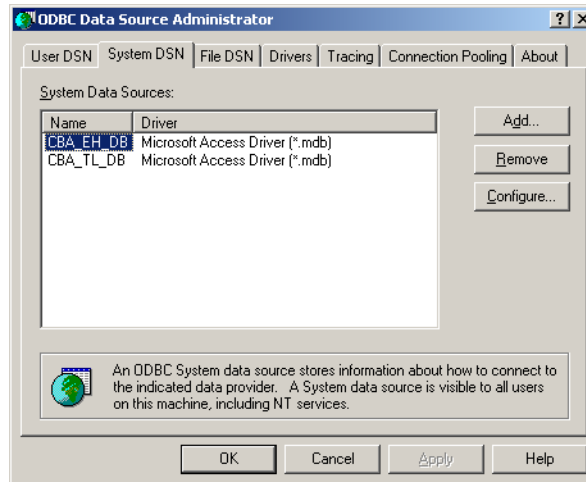 ODBC Data Source Administrator
User DSN System DSN File DSN Drivers Tracing Connection Pooling About
System Data Sources:
Name Driver
CBA_EH_DB Microsoft Access Driver (*.mdb)
CBA_TL_DB Microsoft Access Driver (*.mdb)
Add...
Remove
Configure...
An ODBC System data source stores information about how to connect to
the indicated data provider. A System data source is visible to all users
on this machine, including NT services.
OK Cancel Apply Help